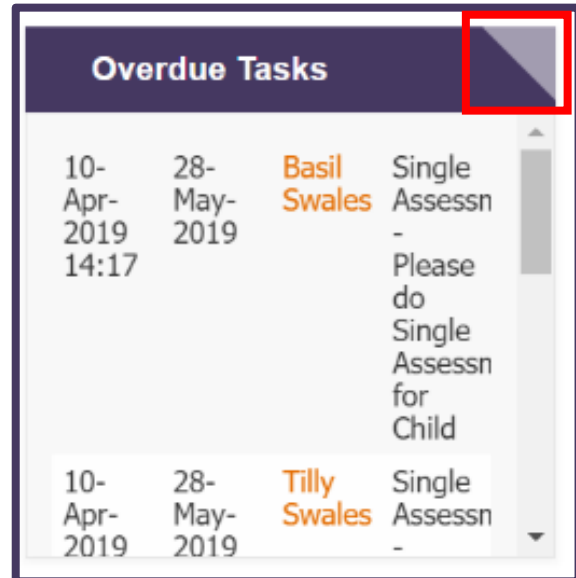 Overdue Tasks
10- 28- Basil Single
Apr- May- Swales Assessn
2019 2019 -
14:17 Please
do
Single
Assessn
for
Child
10- 28- Tilly Single
Apr- May- Swales Assessn
2019 2019 -